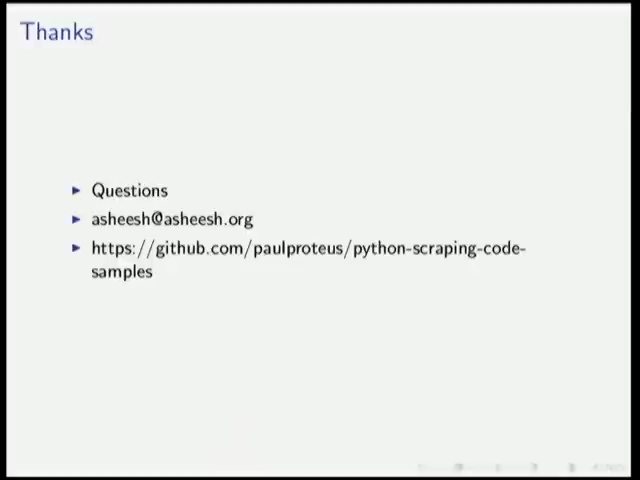 Thanks
Questions
asheesh@asheesh.org
https://github.com/paulproteus/python-scraping-code-
samples